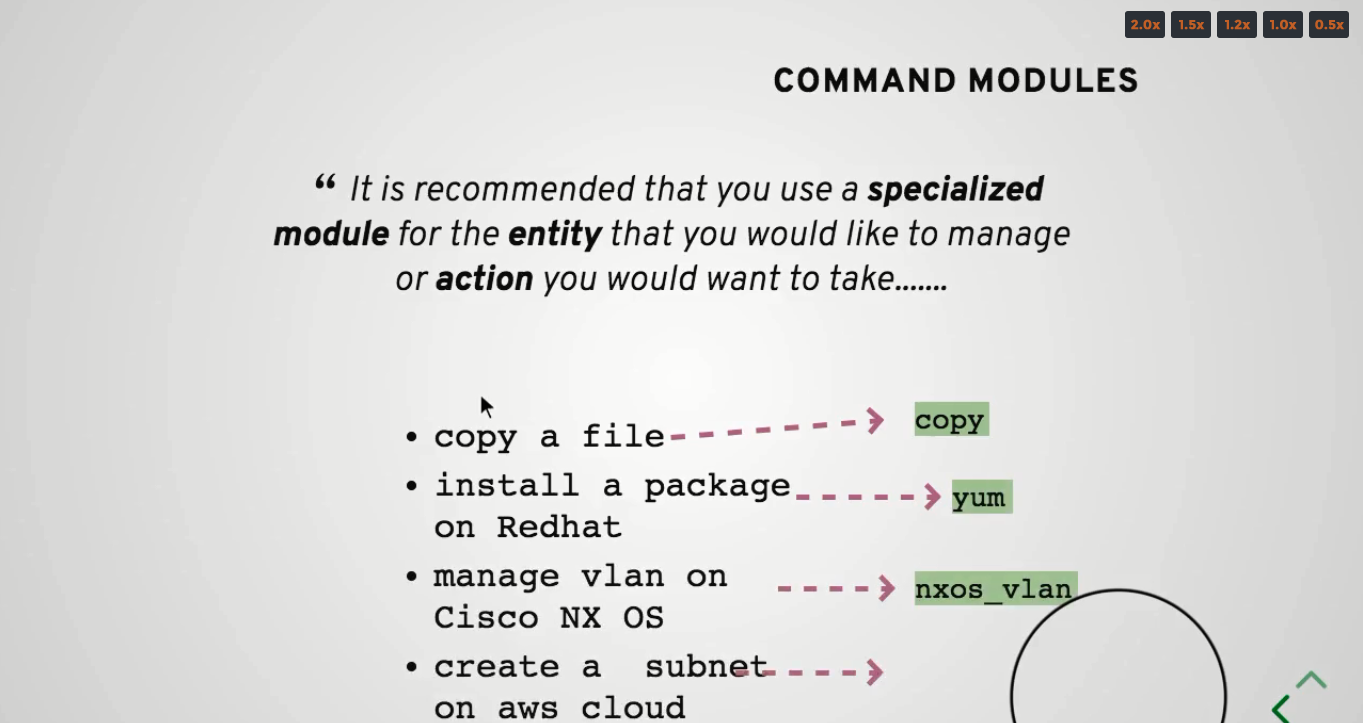 2.0x 1.5x 1.2x 1.0x 0.5x
COMMAND MODULES
“ It is recommended that you use a specialized
module for the entity that you would like to manage
or action you would want to take.......
• copy a file
copy
• install a package
on Redhat
yum
• manage vlan on
Cisco NX OS
nxos_vlan
• create a subnet
on aws cloud